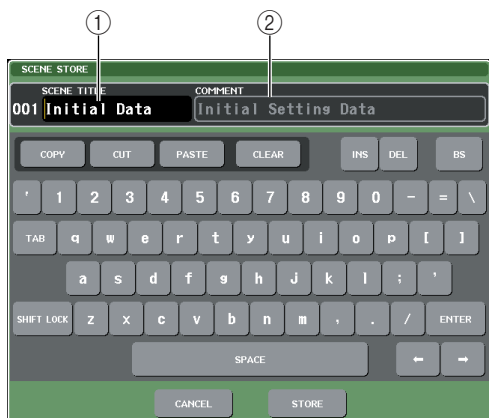 ① ②
SCENE STORE
SCENE TITLE COMMENT
001 Initial Data Initial Setting Data
COPY CUT PASTE CLEAR INS DEL BS
' 1 2 3 4 5 6 7 8 9 0 - = \
TAB q w e r t y u i o p [ ]
a s d f g h j k l ; '
SHIFT LOCK z x c v b n m , . / ENTER
SPACE ← →
CANCEL STORE